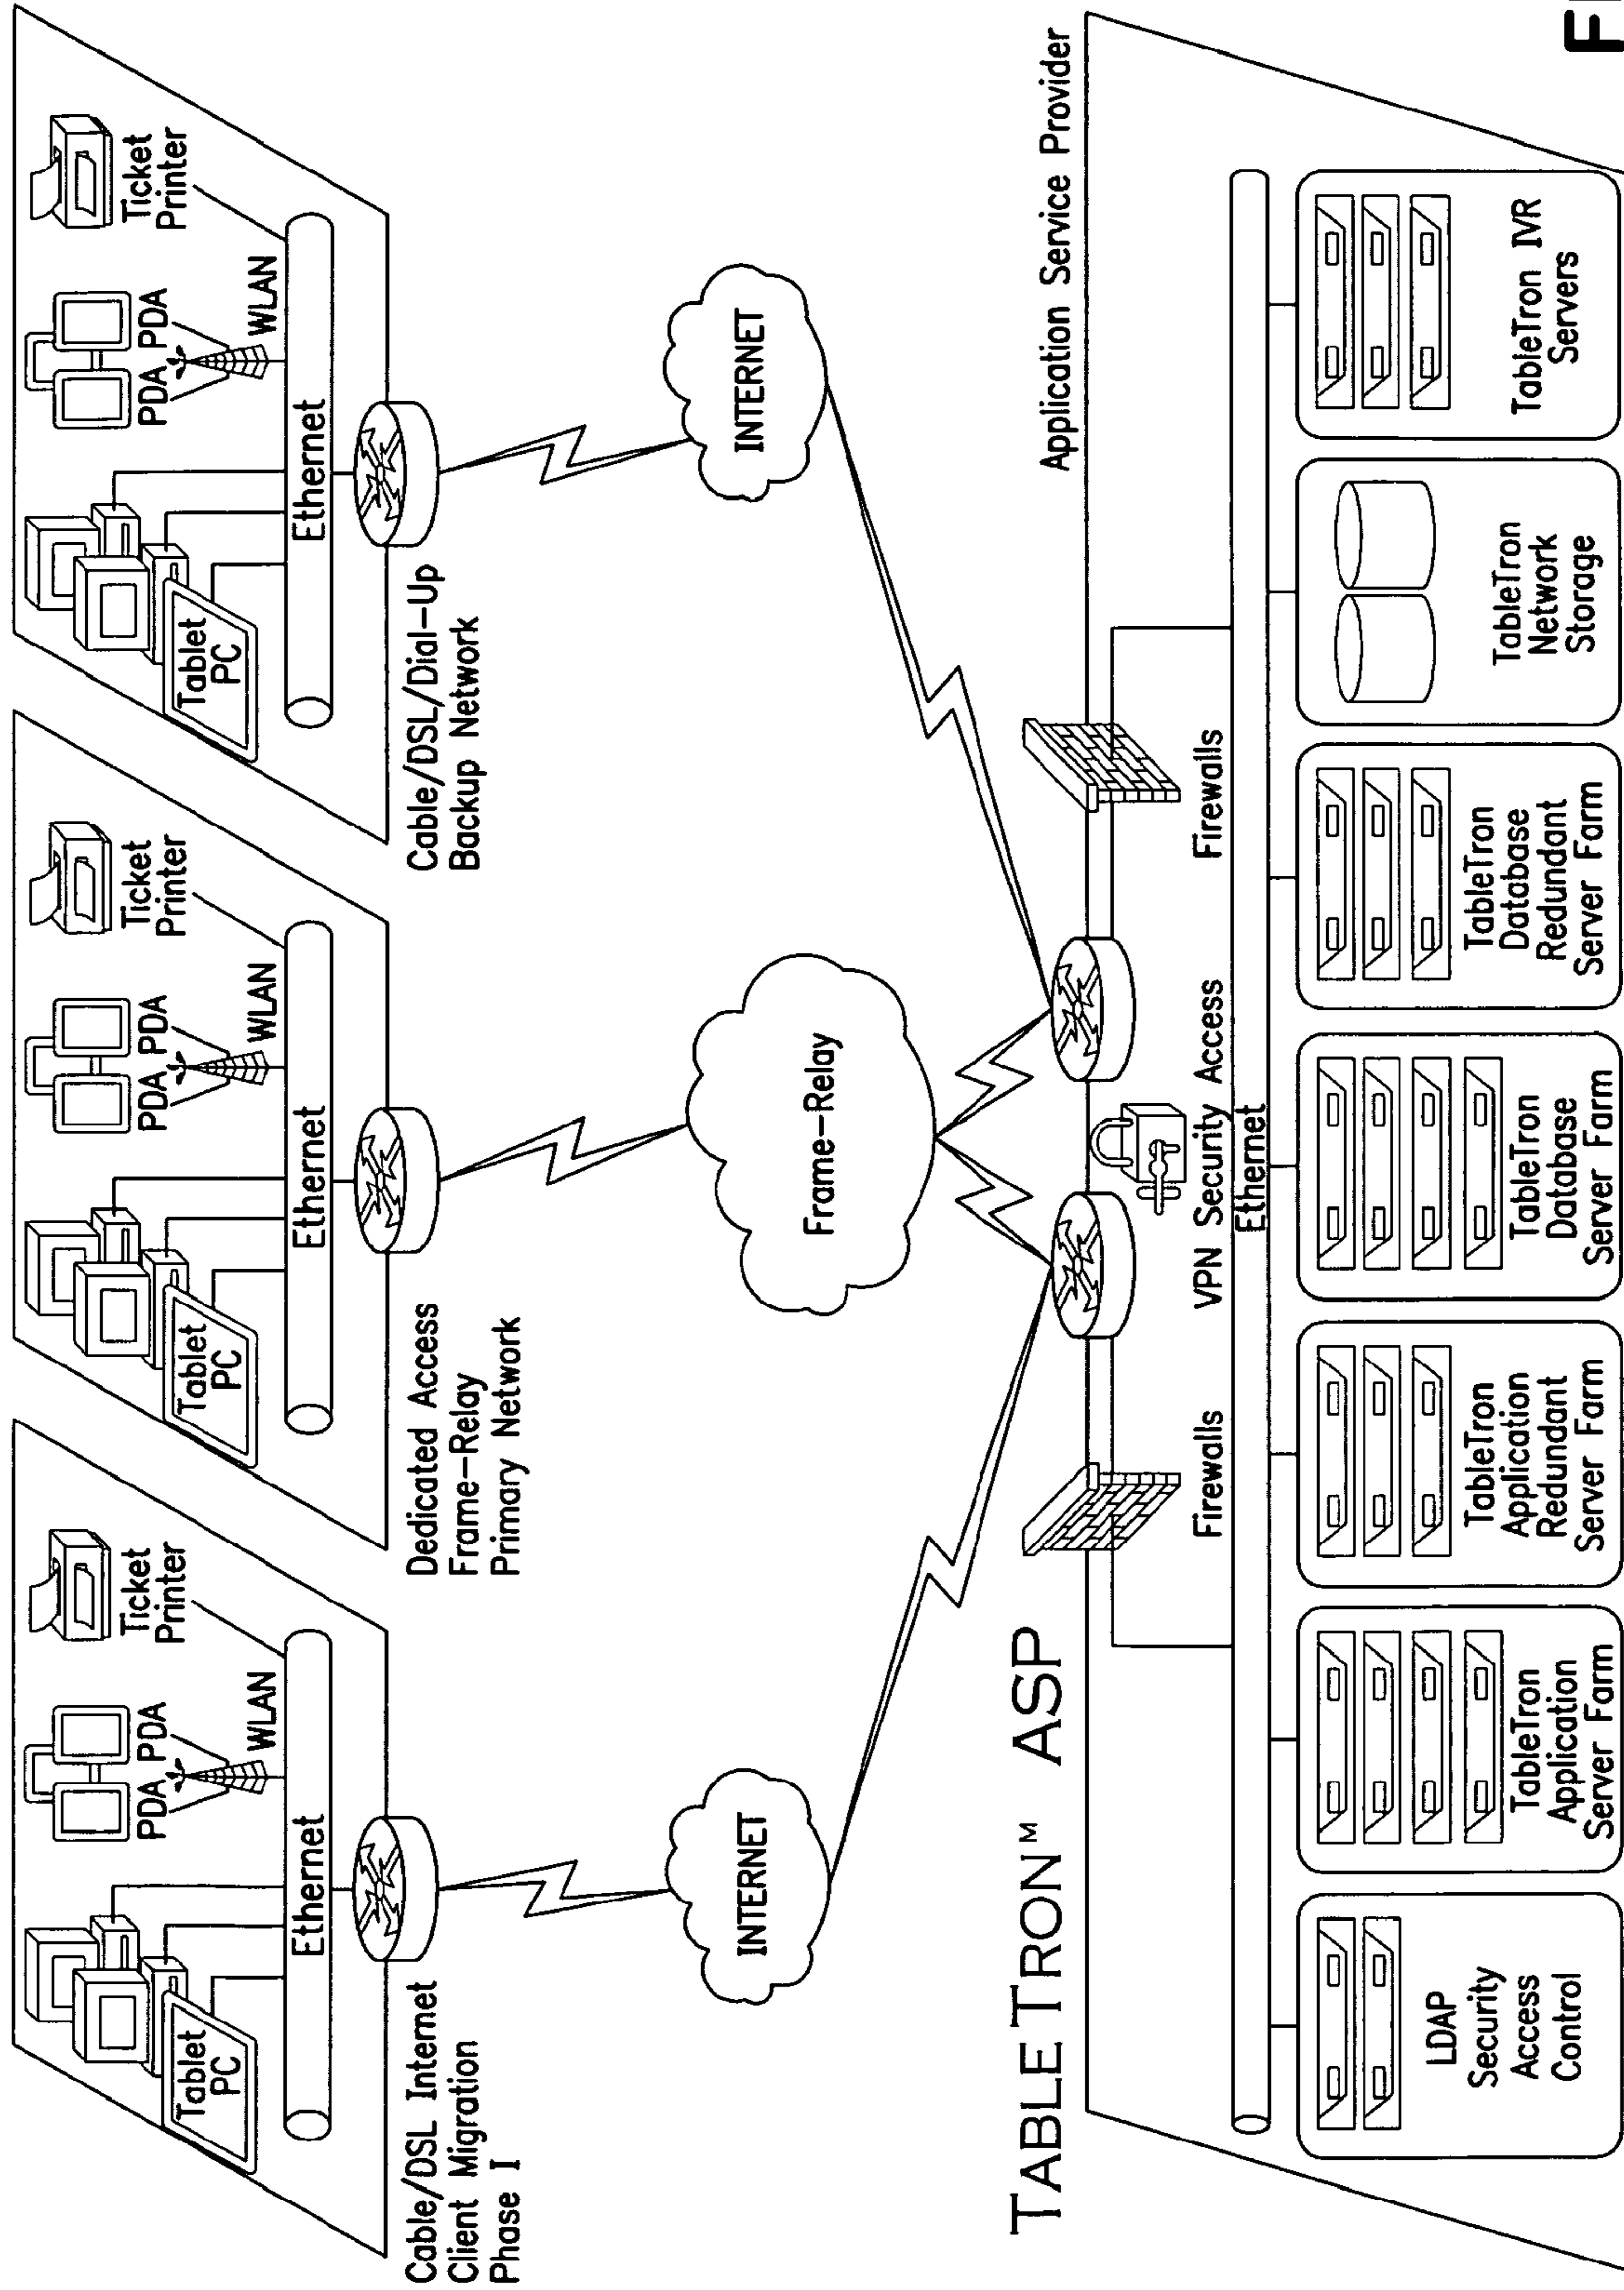 Ticket
Printer
PDA PDA
WLAN
Tablet
PC
Ethernet
Cable/DSL Internet
Client Migration
Phase I
Ticket
Printer
PDA PDA
WLAN
Tablet
PC
Ethernet
Dedicated Access
Frame-Relay
Primary Network
Ticket
Printer
PDA PDA
WLAN
Tablet
PC
Ethernet
Cable/DSL/Dial-Up
Backup Network
INTERNET
Frame-Relay
INTERNET
TABLETRON™ ASP
Application Service Provider
Firewalls
VPN Security Access
Firewalls
Ethernet
LDAP
Security
Access
Control
TableTron
Application
Server Farm
TableTron
Application
Redundant
Server Farm
TableTron
Database
Server Farm
TableTron
Database
Redundant
Server Farm
TableTron
Network
Storage
TableTron IVR
Servers